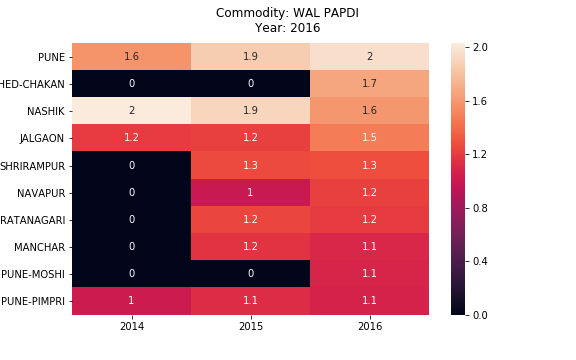 Commodity: WAL PAPDI
Year: 2016
PUNE 1.6 1.9 2
HED-CHAKAN 0 0 1.7
NASHIK 2 1.9 1.6
JALGAON 1.2 1.2 1.5
SHRIRAMPUR 0 1.3 1.3
NAVAPUR 0 1 1.2
RATANAGARI 0 1.2 1.2
MANCHAR 0 1.2 1.1
PUNE-MOSHI 0 0 1.1
PUNE-PIMPRI 1 1.1 1.1
2014 2015 2016
2.0
1.6
1.2
0.8
0.4
0.0